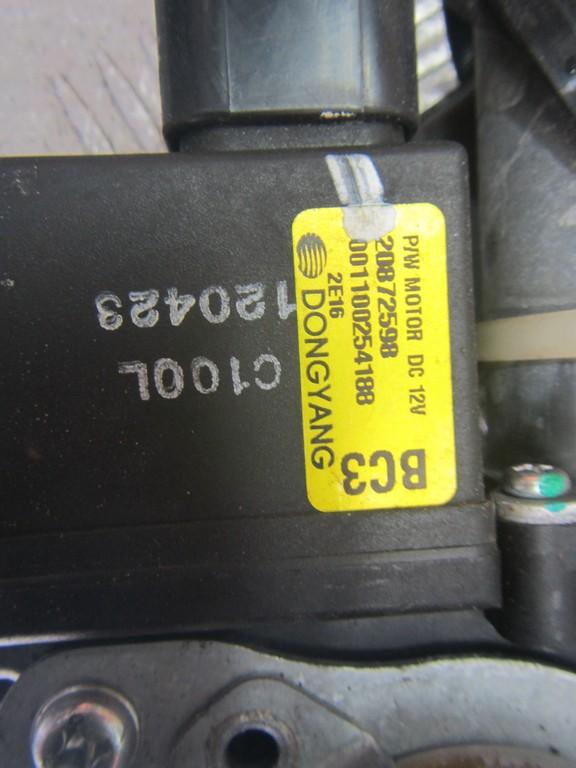 P/W MOTOR DC 12V
20872598
001100254188
2E16
DONGYANG
BC3
120423
C100L